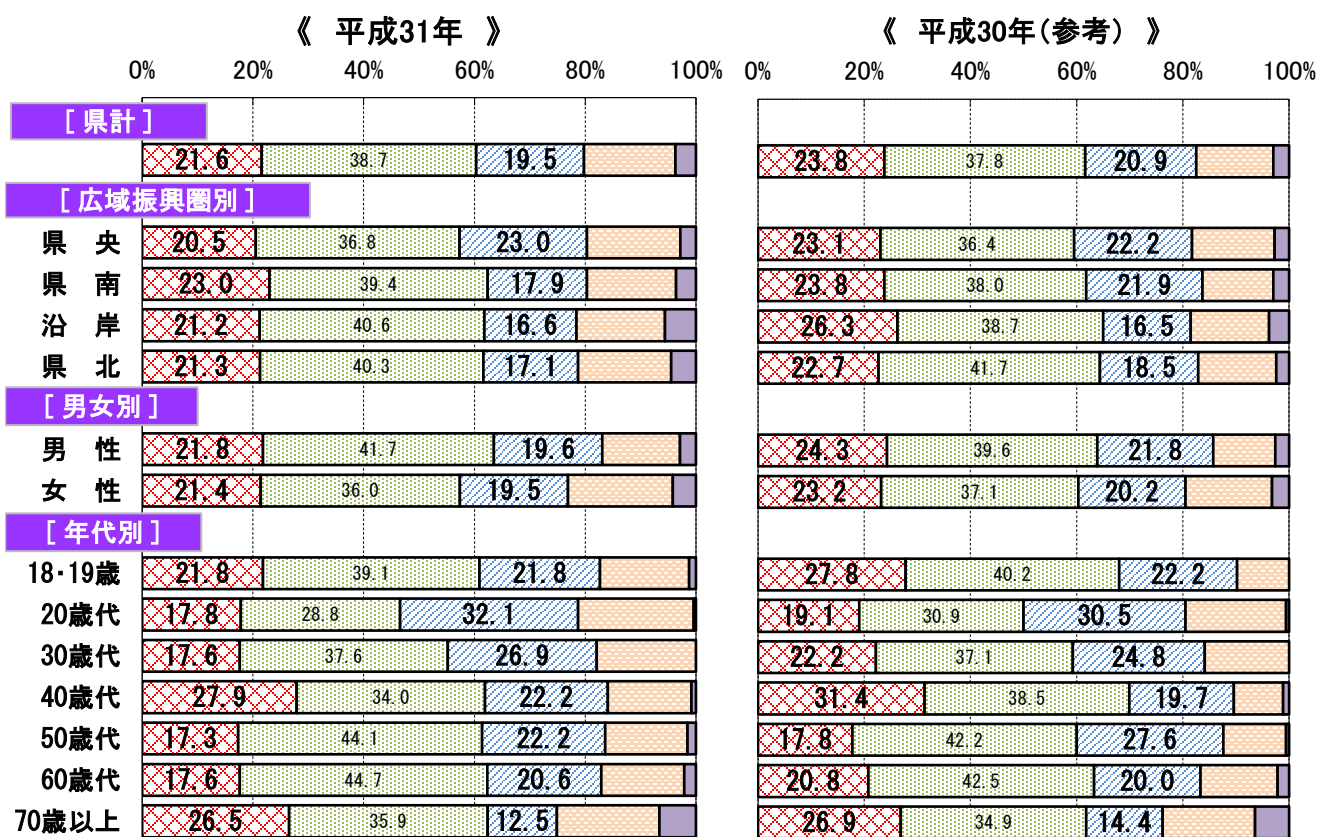 《 平成31年 》 《 平成30年（参考） 》
0% 20% 40% 60% 80% 100% 0% 20% 40% 60% 80% 100%
[ 県計 ]
21.6 38.7 19.5 23.8 37.8 20.9
[ 広域振興圏別 ]
県 央 20.5 36.8 23.0 23.1 36.4 22.2
県 南 23.0 39.4 17.9 23.8 38.0 21.9
沿 岸 21.2 40.6 16.6 26.3 38.7 16.5
県 北 21.3 40.3 17.1 22.7 41.7 18.5
[ 男女別 ]
男 性 21.8 41.7 19.6 24.3 39.6 21.8
女 性 21.4 36.0 19.5 23.2 37.1 20.2
[ 年代別 ]
18・19歳 21.8 39.1 21.8 27.8 40.2 22.2
20歳代 17.8 28.8 32.1 19.1 30.9 30.5
30歳代 17.6 37.6 26.9 22.2 37.1 24.8
40歳代 27.9 34.0 22.2 31.4 38.5 19.7
50歳代 17.3 44.1 22.2 17.8 42.2 27.6
60歳代 17.6 44.7 20.6 20.8 42.5 20.0
70歳以上 26.5 35.9 12.5 26.9 34.9 14.4